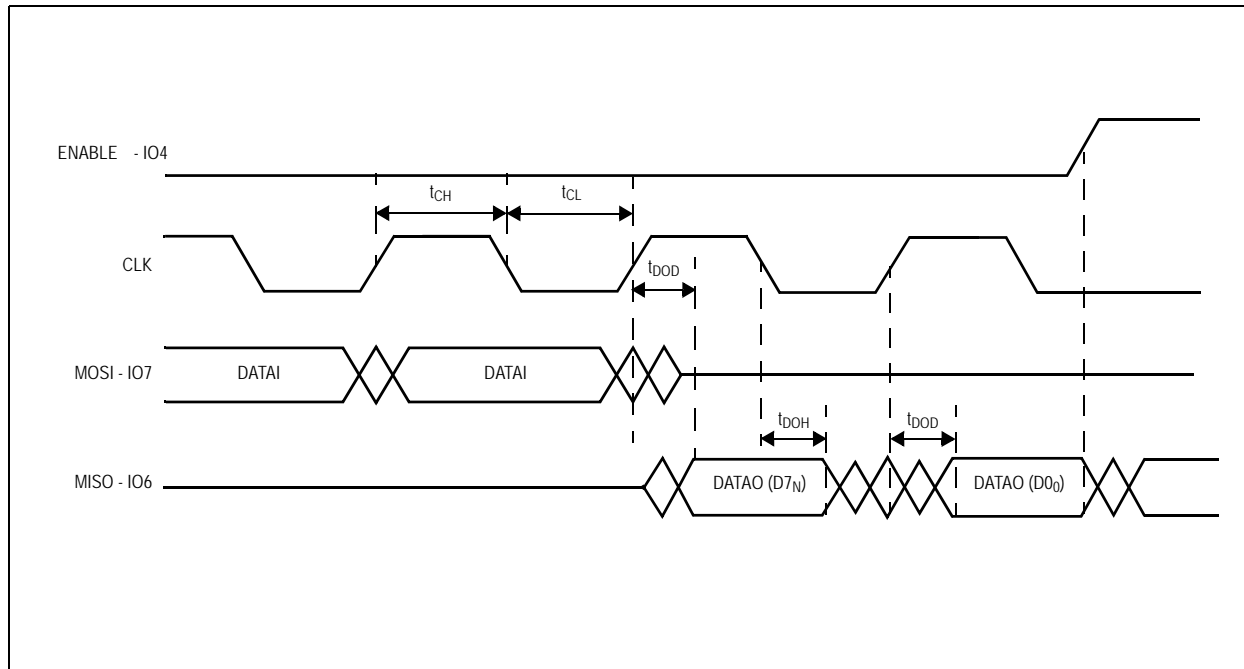 ENABLE - IO4
tCH
tCL
CLK
tDOD
MOSI - IO7
DATAI
DATAI
tDOH
tDOD
MISO - IO6
DATAO (D7N)
DATAO (D00)